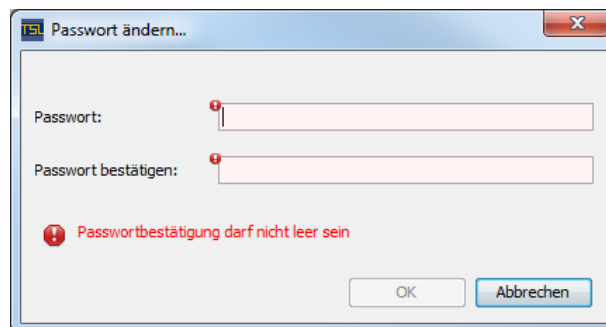 TSL Passwort ändern...
Passwort:
Passwort bestätigen:
Passwortbestätigung darf nicht leer sein
OK Abbrechen